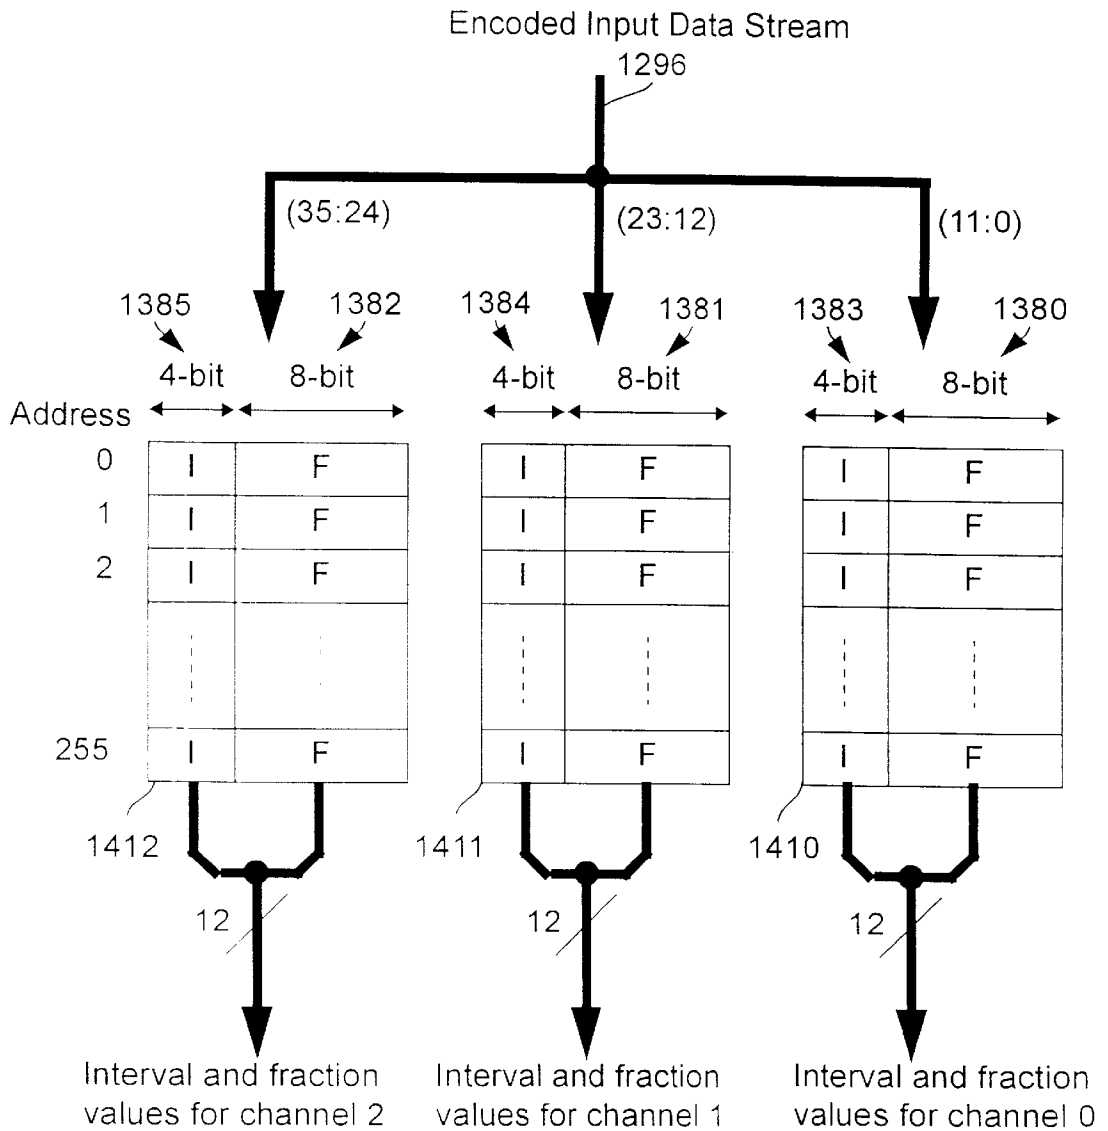 Encoded Input Data Stream
1296
(35:24)
(23:12)
(11:0)
1385
1382
1384
1381
1383
1380
4-bit
8-bit
4-bit
8-bit
4-bit
8-bit
Address
0 I F I F I F
1 I F I F I F
2 I F I F I F
255 I F I F I F
1412
1411
1410
12
12
12
Interval and fraction
values for channel 2
Interval and fraction
values for channel 1
Interval and fraction
values for channel 0